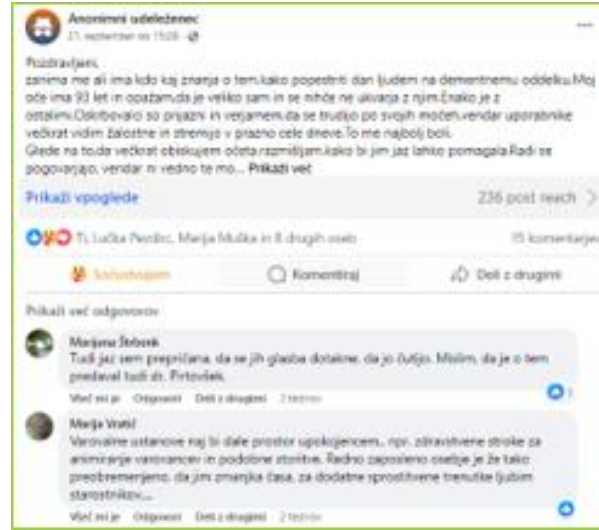 Anonimni udeleženec
21. september ob 15:28
Pozdravljeni,
zanima me ali ima kdo kaj znanja o tem,kako popestriti dan ljudem na dementnemu oddelku.Moj
oče ima 93 let in opažam,da je veliko sam in se nihče ne ukvarja z njim.Enako je z
ostalimi.Oskrbovalci so prijazni in verjamem,da se trudijo po svojih močeh,vendar uporabnike
večkrat vidim žalostne in strmijo v prazno cele dneve.To me najbolj boli.
Glede na to,da večkrat obiskujem očeta,razmišljam,kako bi jim jaz lahko pomagala.Radi se
pogovarjajo, vendar ni vedno te mo... Prikaži več
Prikaži vpoglede
236 post reach
Ti, Lučka, Marija Muška in 8 drugih oseb
15 komentarjev
Komentiraj
Deli z drugimi
Prikaži več odgovorov
Marijana Štrbenk
Tudi jaz sem prepričana, da se jih glasba dotakne, da jo čutijo. Mislim, da je o tem
predaval tudi dr. Pirtovšek.
Všeč mi je Odgovori Deli z drugimi 2 tednov
Marija Vratič
Varovalne ustanove naj bi dale prostor upokojencem., npr. zdravstvene stroke za
animiranje varovancev in podobne storitve. Redno zaposleno osebje je že tako
preobremenjeno, da jim zmanjka časa, za dodatne sprostitvene trenutke ljubim
starostnikov....
Všeč mi je Odgovori Deli z drugimi 2 tednov